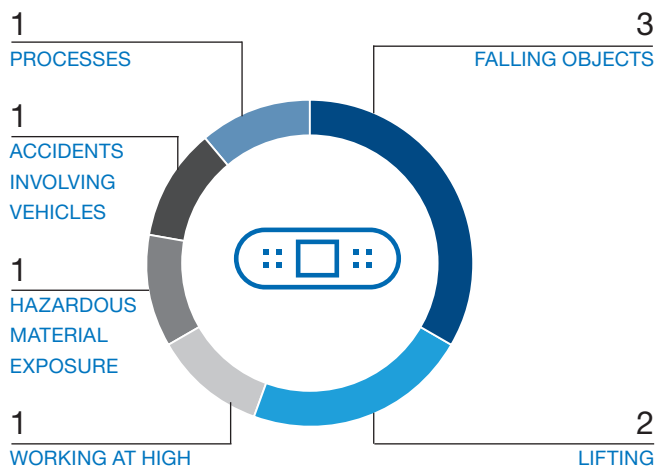 1
PROCESSES
3
FALLING OBJECTS
1
ACCIDENTS
INVOLVING
VEHICLES
1
HAZARDOUS
MATERIAL
EXPOSURE
1
WORKING AT HIGH
2
LIFTING